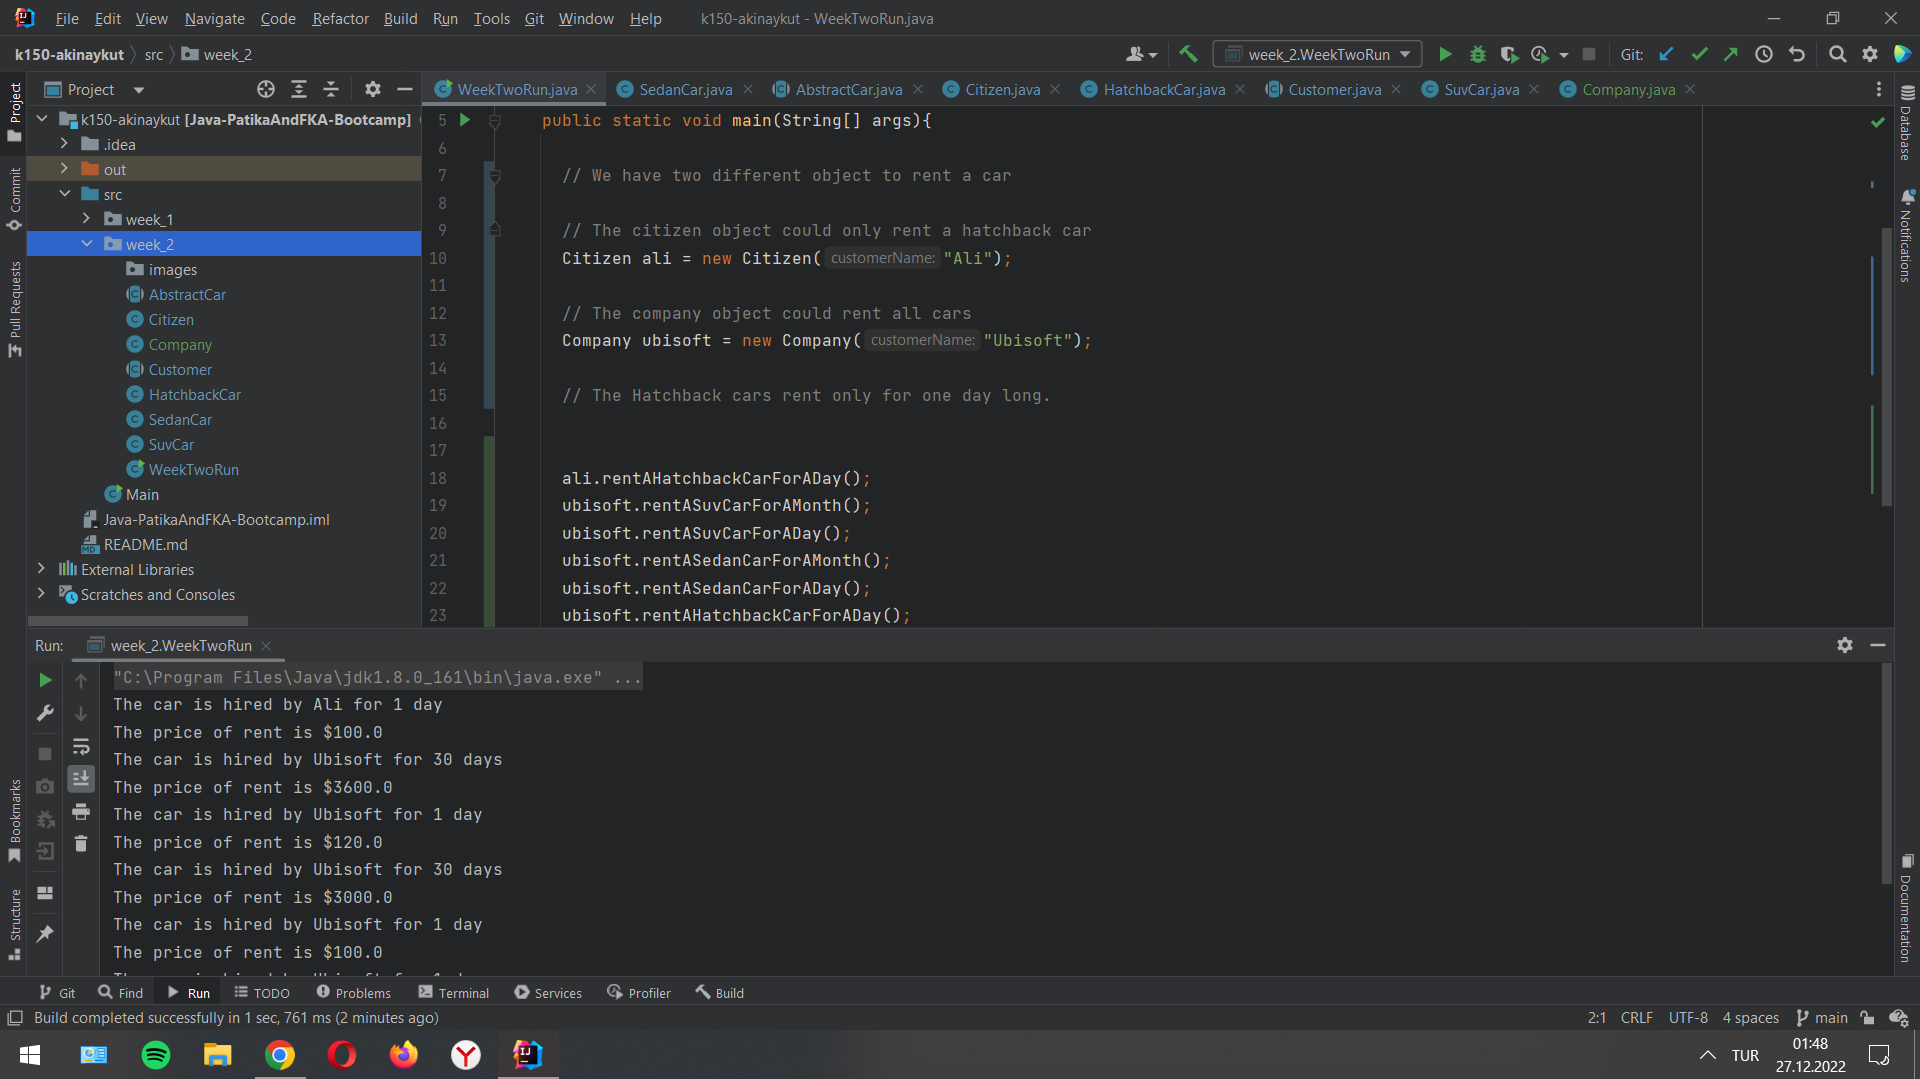 File Edit View Navigate Code Refactor Build Run Tools Git Window Help k150-akinaykut - WeekTwoRun.java
k150-akinaykut src week_2 week_2.WeekTwoRun Git:
Project
WeekTwoRun.java SedanCar.java AbstractCar.java Citizen.java HatchbackCar.java Customer.java SuvCar.java Company.java
Project
Commit
Pull Requests
Bookmarks
Structure
k150-akinaykut [Java-PatikaAndFKA-Bootcamp]
.idea
out
src
week_1
week_2
images
AbstractCar
Citizen
Company
Customer
HatchbackCar
SedanCar
SuvCar
WeekTwoRun
Main
Java-PatikaAndFKA-Bootcamp.iml
README.md
External Libraries
Scratches and Consoles
5 public static void main(String[] args){
6
7 // We have two different object to rent a car
8
9 // The citizen object could only rent a hatchback car
10 Citizen ali = new Citizen( customerName: "Ali");
11
12 // The company object could rent all cars
13 Company ubisoft = new Company( customerName: "Ubisoft");
14
15 // The Hatchback cars rent only for one day long.
16
17
18 ali.rentAHatchbackCarForADay();
19 ubisoft.rentASuvCarForAMonth();
20 ubisoft.rentASuvCarForADay();
21 ubisoft.rentASedanCarForAMonth();
22 ubisoft.rentASedanCarForADay();
23 ubisoft.rentAHatchbackCarForADay();
Database
Notifications
Documentation
Run: week_2.WeekTwoRun
"C:\Program Files\Java\jdk1.8.0_161\bin\java.exe" ...
The car is hired by Ali for 1 day
The price of rent is $100.0
The car is hired by Ubisoft for 30 days
The price of rent is $3600.0
The car is hired by Ubisoft for 1 day
The price of rent is $120.0
The car is hired by Ubisoft for 30 days
The price of rent is $3000.0
The car is hired by Ubisoft for 1 day
The price of rent is $100.0
Git Find Run TODO Problems Terminal Services Profiler Build
Build completed successfully in 1 sec, 761 ms (2 minutes ago) 2:1 CRLF UTF-8 4 spaces main
TUR
01:48
27.12.2022